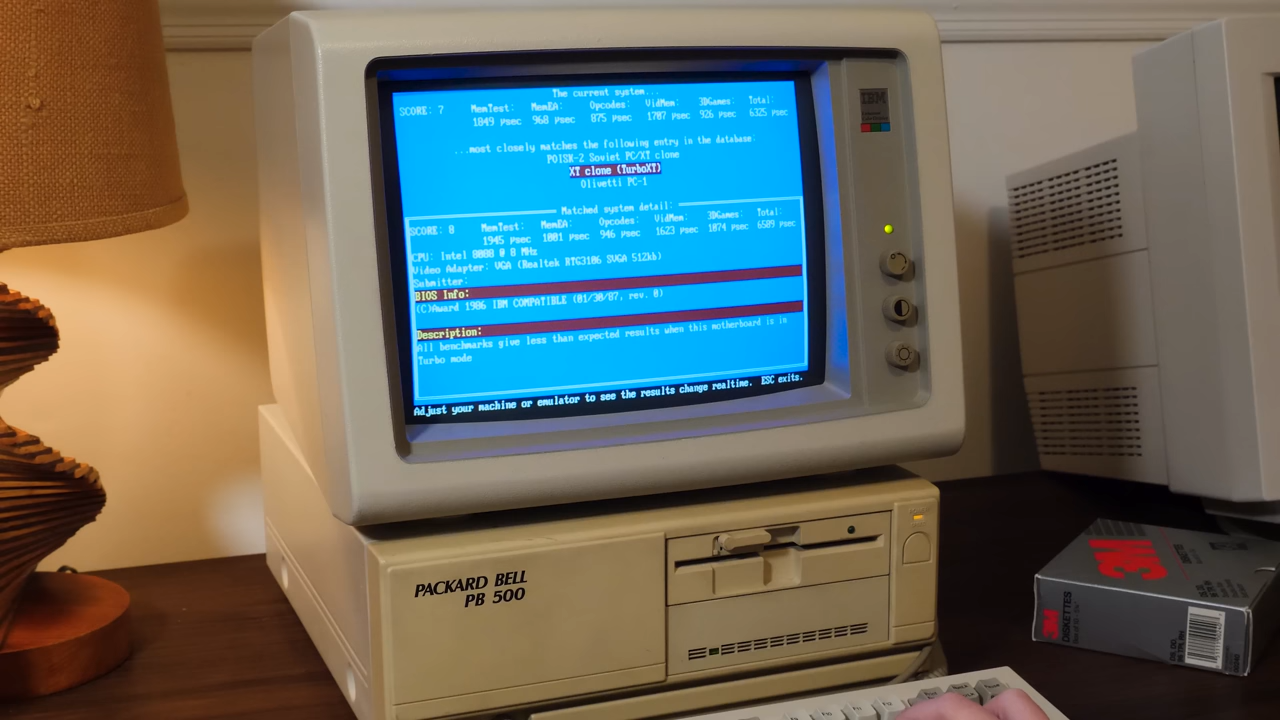 The current system...
SCORE: 7 MemTest: MemEA: Opcodes: VidMem: 3DGames: Total:
1849 µsec 968 µsec 875 µsec 1707 µsec 926 µsec 6325 µsec
...most closely matches the following entry in the database:
POISK-2 Soviet PC/XT clone
XT clone (TurboXT)
Olivetti PC-1
Matched system detail:
SCORE: 8 MemTest: MemEA: Opcodes: VidMem: 3DGames: Total:
1945 µsec 1001 µsec 946 µsec 1623 µsec 1074 µsec 6589 µsec
CPU: Intel 8088 @ 8 MHz
Video Adapter: VGA (Realtek RTG3106 SVGA 512kb)
Submitter:
BIOS Info:
(C)Award 1986 IBM COMPATIBLE (01/30/87, rev. 0)
Description:
All benchmarks give less than expected results when this motherboard is in
Turbo mode
Adjust your machine or emulator to see the results change realtime. ESC exits.
IBM
PACKARD BELL
PB 500
3M
3M
DISKETTES